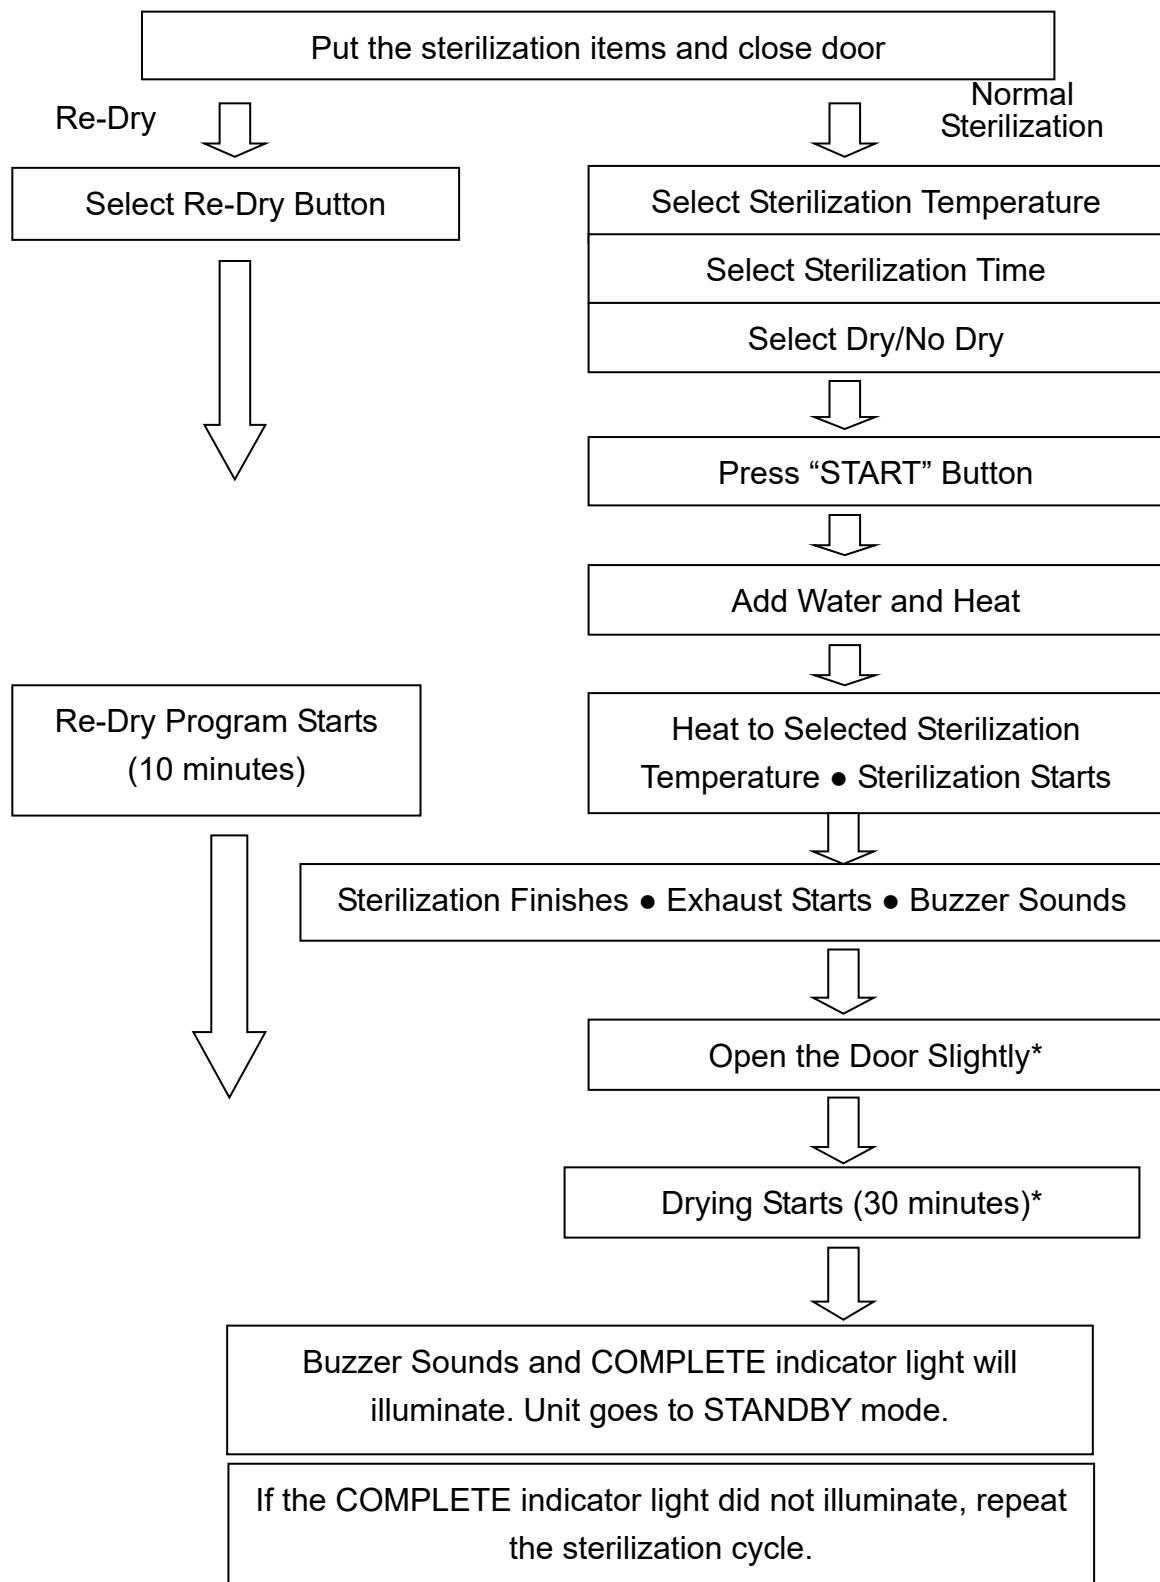 Put the sterilization items and close door
Re-Dry
Normal
Sterilization
Select Re-Dry Button
Select Sterilization Temperature
Select Sterilization Time
Select Dry/No Dry
Press “START” Button
Add Water and Heat
Re-Dry Program Starts
(10 minutes)
Heat to Selected Sterilization
Temperature ● Sterilization Starts
Sterilization Finishes ● Exhaust Starts ● Buzzer Sounds
Open the Door Slightly*
Drying Starts (30 minutes)*
Buzzer Sounds and COMPLETE indicator light will
illuminate. Unit goes to STANDBY mode.
If the COMPLETE indicator light did not illuminate, repeat
the sterilization cycle.